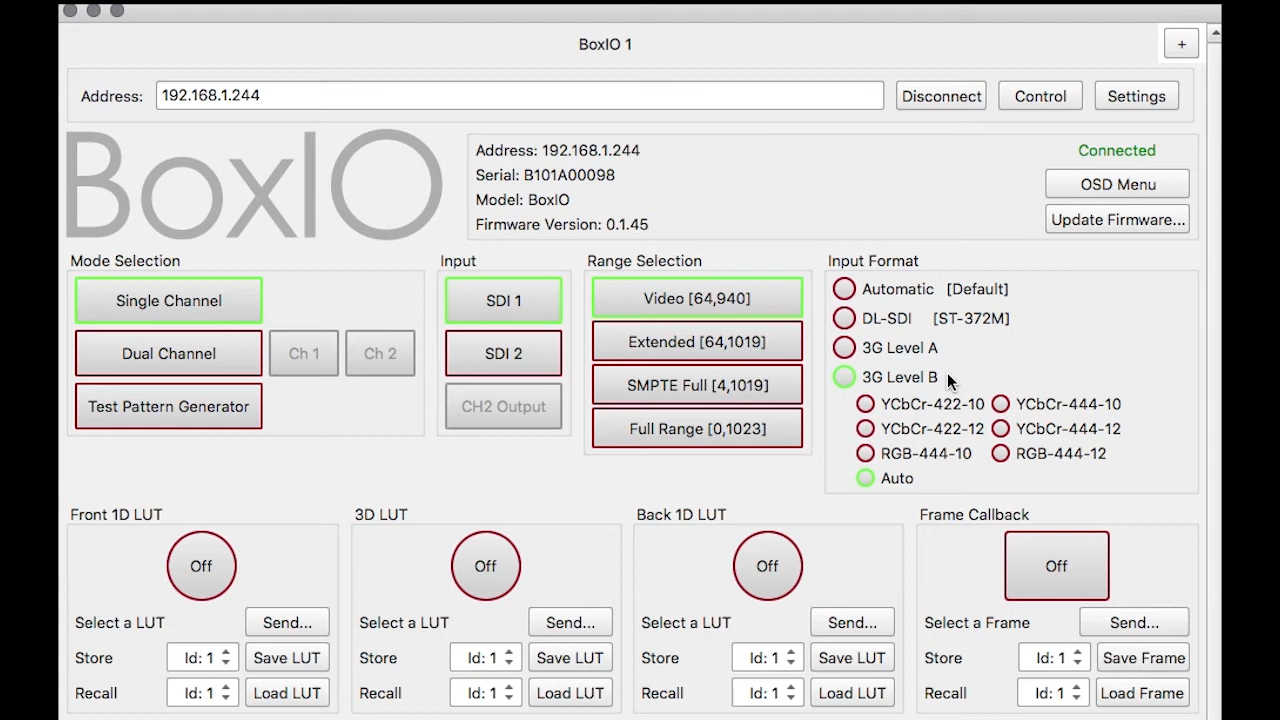 BoxIO 1
+
Address: 192.168.1.244 Disconnect Control Settings
BoxIO
Address: 192.168.1.244
Serial: B101A00098
Model: BoxIO
Firmware Version: 0.1.45
Connected
OSD Menu
Update Firmware...
Mode Selection
Single Channel
Dual Channel Ch 1 Ch 2
Test Pattern Generator
Input
SDI 1
SDI 2
CH2 Output
Range Selection
Video [64,940]
Extended [64,1019]
SMPTE Full [4,1019]
Full Range [0,1023]
Input Format
Automatic [Default]
DL-SDI [ST-372M]
3G Level A
3G Level B
YCbCr-422-10 YCbCr-444-10
YCbCr-422-12 YCbCr-444-12
RGB-444-10 RGB-444-12
Auto
Front 1D LUT
Off
Select a LUT Send...
Store Id: 1 Save LUT
Recall Id: 1 Load LUT
3D LUT
Off
Select a LUT Send...
Store Id: 1 Save LUT
Recall Id: 1 Load LUT
Back 1D LUT
Off
Select a LUT Send...
Store Id: 1 Save LUT
Recall Id: 1 Load LUT
Frame Callback
Off
Select a Frame Send...
Store Id: 1 Save Frame
Recall Id: 1 Load Frame